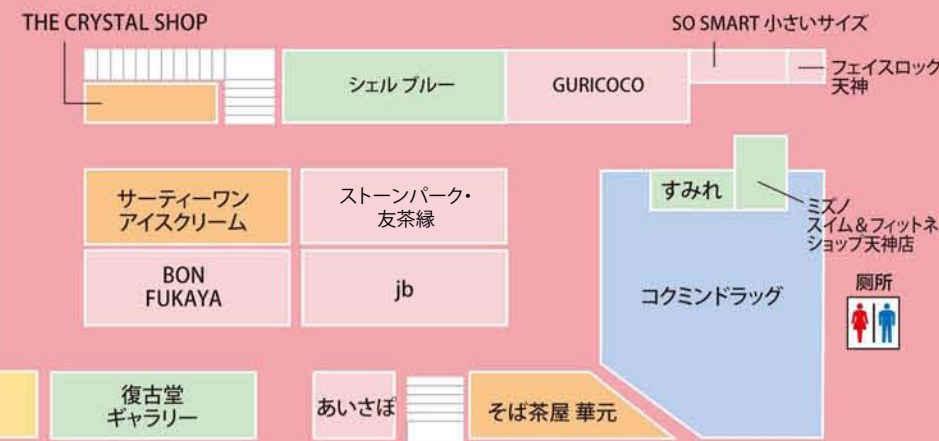 THE CRYSTAL SHOP
SO SMART 小さいサイズ
シェル ブルー
GURICOCO
フェイスロック
天神
サーティーワン
アイスクリーム
ストーンパーク・
友茶縁
すみれ
ミズノ
スイム&フィットネ
ショップ天神店
BON
FUKAYA
jb
コクミンドラッグ
厠所
復古堂
ギャラリー
あいさぽ
そば茶屋 華元